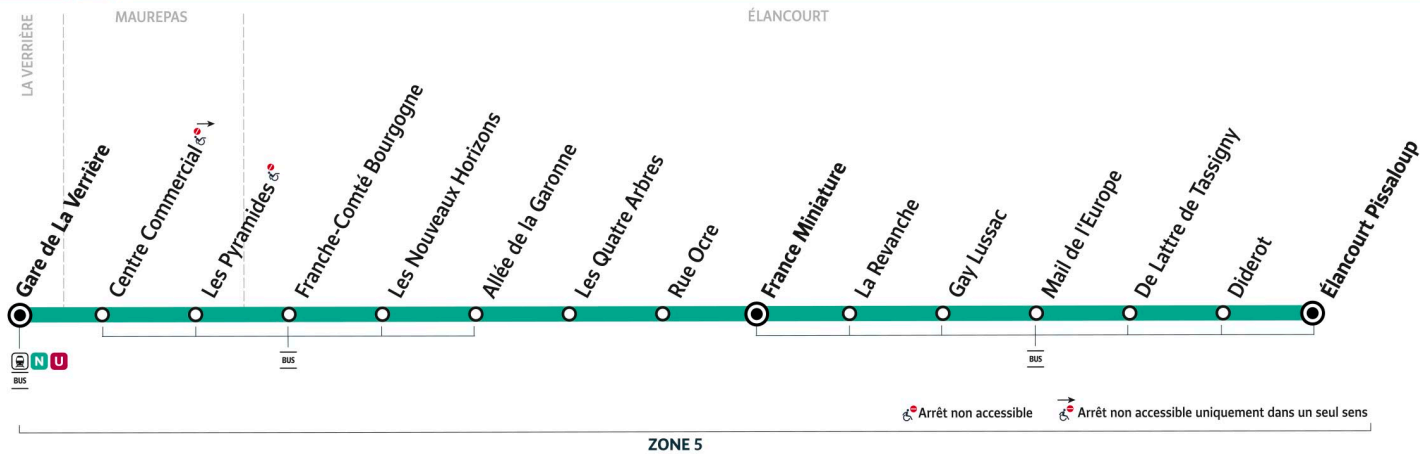 LA VERRIÈRE
MAUREPAS
ÉLANCOURT
Gare de La Verrière
Centre Commercial
Les Pyramides
Franche-Comté Bourgogne
Les Nouveaux Horizons
Allée de la Garonne
Les Quatre Arbres
Rue Ocre
France Miniature
La Revanche
Gay Lussac
Mail de l'Europe
De Lattre de Tassigny
Diderot
Élancourt Pissaloup
N U
BUS
BUS
BUS
Arrêt non accessible
Arrêt non accessible uniquement dans un seul sens
ZONE 5